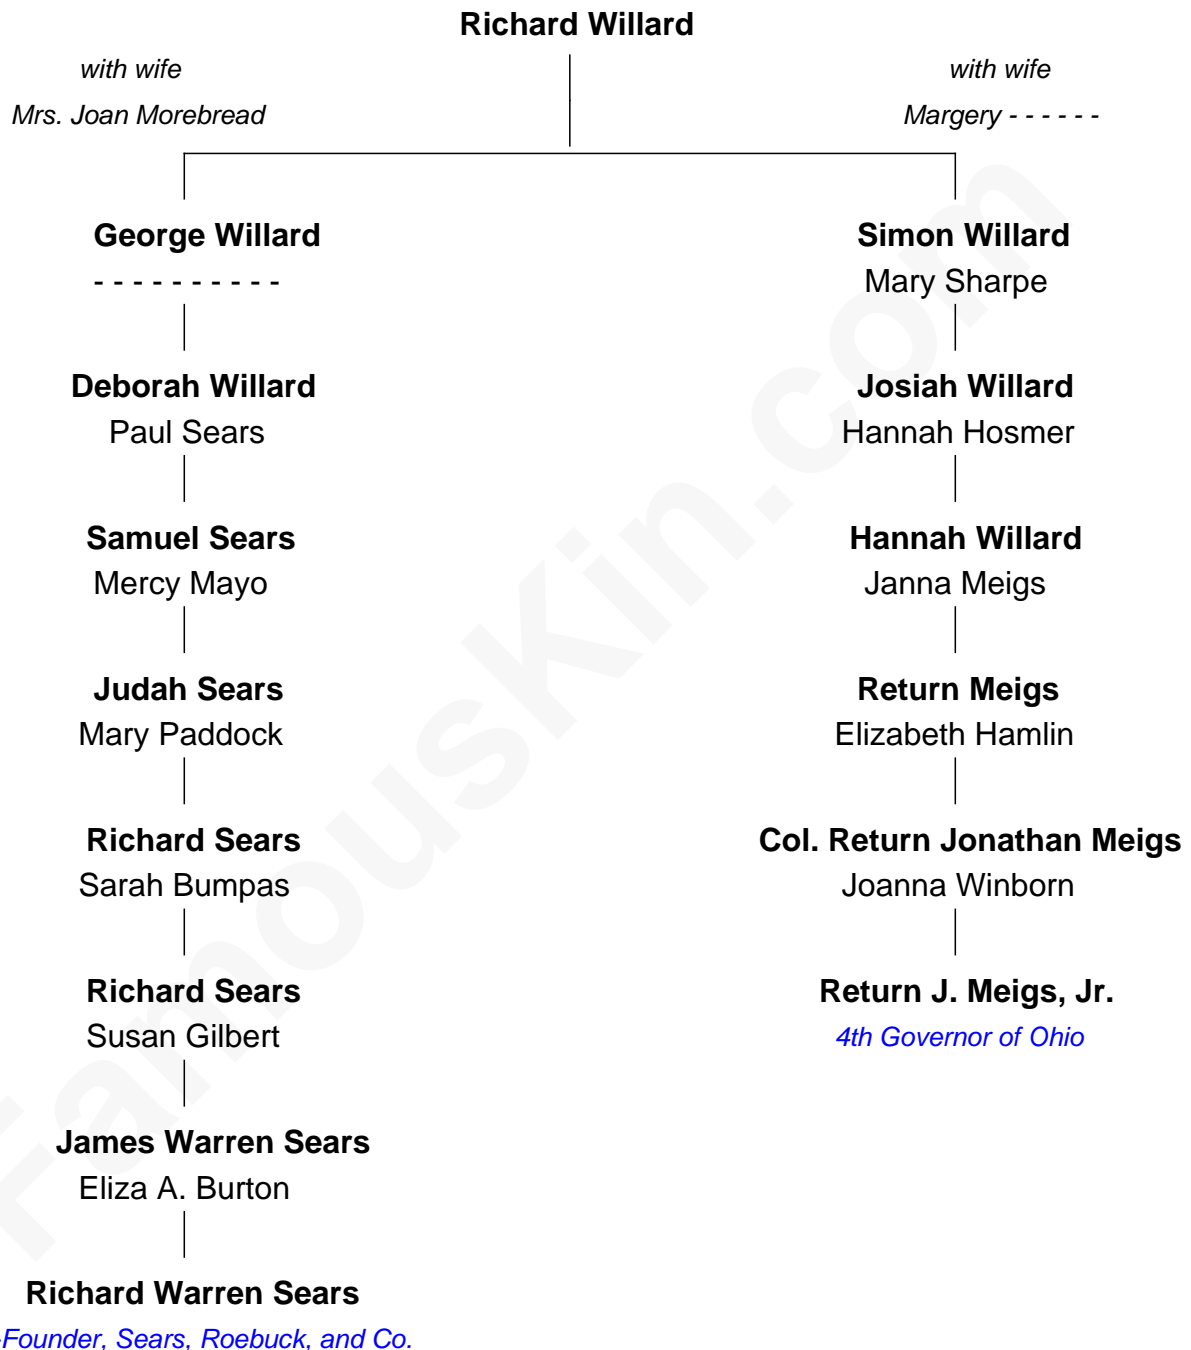 Richard Willard
with wife
Mrs. Joan Morebread
with wife
Margery - - - - - -
George Willard
- - - - - - - - - -
Deborah Willard
Paul Sears
Samuel Sears
Mercy Mayo
Judah Sears
Mary Paddock
Richard Sears
Sarah Bumpas
Richard Sears
Susan Gilbert
James Warren Sears
Eliza A. Burton
Richard Warren Sears
-Founder, Sears, Roebuck, and Co.
Simon Willard
Mary Sharpe
Josiah Willard
Hannah Hosmer
Hannah Willard
Janna Meigs
Return Meigs
Elizabeth Hamlin
Col. Return Jonathan Meigs
Joanna Winborn
Return J. Meigs, Jr.
4th Governor of Ohio
FamousKin.com